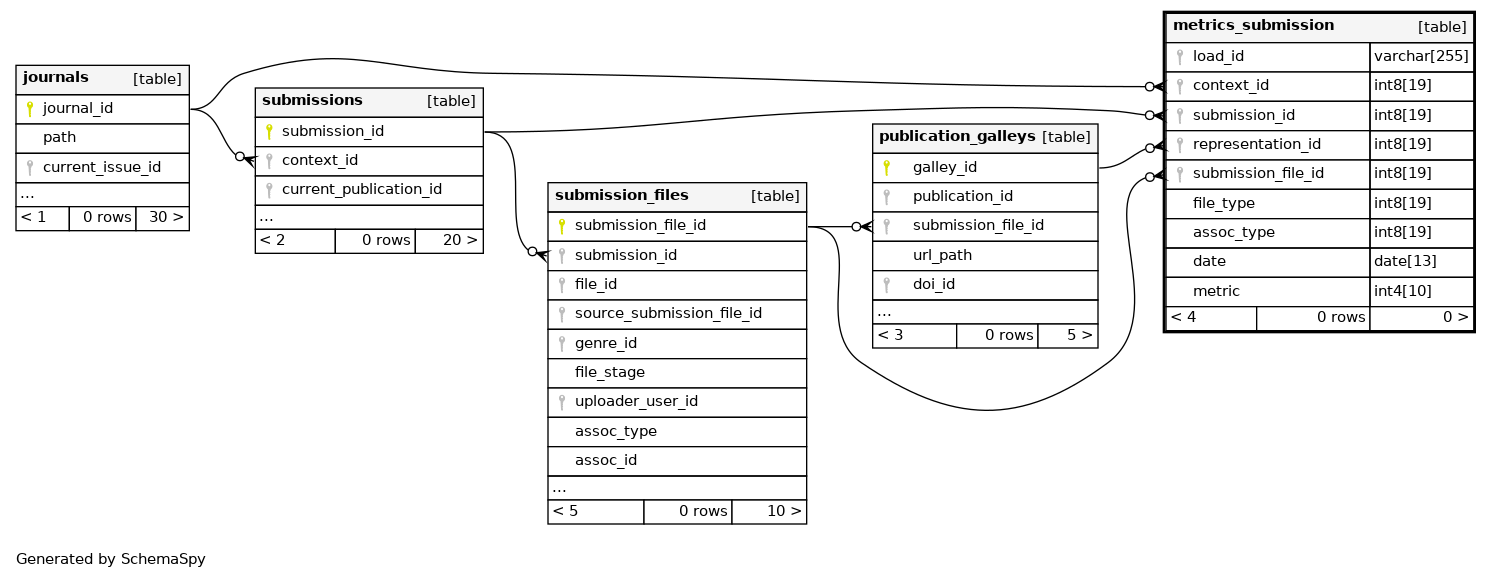 journals [table]
journal_id
path
current_issue_id
...
< 1 0 rows 30 >
submissions [table]
submission_id
context_id
current_publication_id
...
< 2 0 rows 20 >
submission_files [table]
submission_file_id
submission_id
file_id
source_submission_file_id
genre_id
file_stage
uploader_user_id
assoc_type
assoc_id
...
< 5 0 rows 10 >
publication_galleys [table]
galley_id
publication_id
submission_file_id
url_path
doi_id
...
< 3 0 rows 5 >
metrics_submission [table]
load_id varchar[255]
context_id int8[19]
submission_id int8[19]
representation_id int8[19]
submission_file_id int8[19]
file_type int8[19]
assoc_type int8[19]
date date[13]
metric int4[10]
< 4 0 rows 0 >
Generated by SchemaSpy